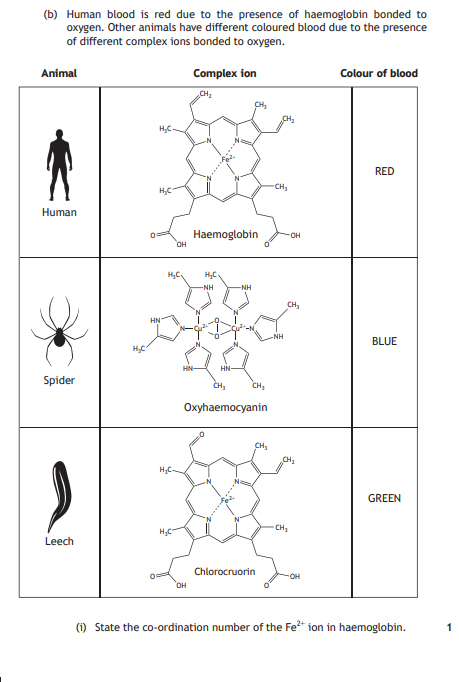 (b) Human blood is red due to the presence of haemoglobin bonded to
oxygen. Other animals have different coloured blood due to the presence
of different complex ions bonded to oxygen.
Animal Complex ion Colour of blood
CH₂
CH₃
CH₂
H₃C
N N
Fe²⁺
N N
H₃C CH₃
O OH O OH
Haemoglobin
Human
RED
H₃C H₃C
NH NH
CH₃
HN N N
N Cu²⁺ O O Cu²⁺ N
NH
H₃C
N N
HN HN
CH₃ CH₃
Oxyhaemocyanin
Spider
BLUE
O
CH₃
CH₂
H₃C
N N
Fe²⁺
N N
H₃C CH₃
O OH O OH
Chlorocruorin
Leech
GREEN
(i) State the co-ordination number of the Fe²⁺ ion in haemoglobin. 1